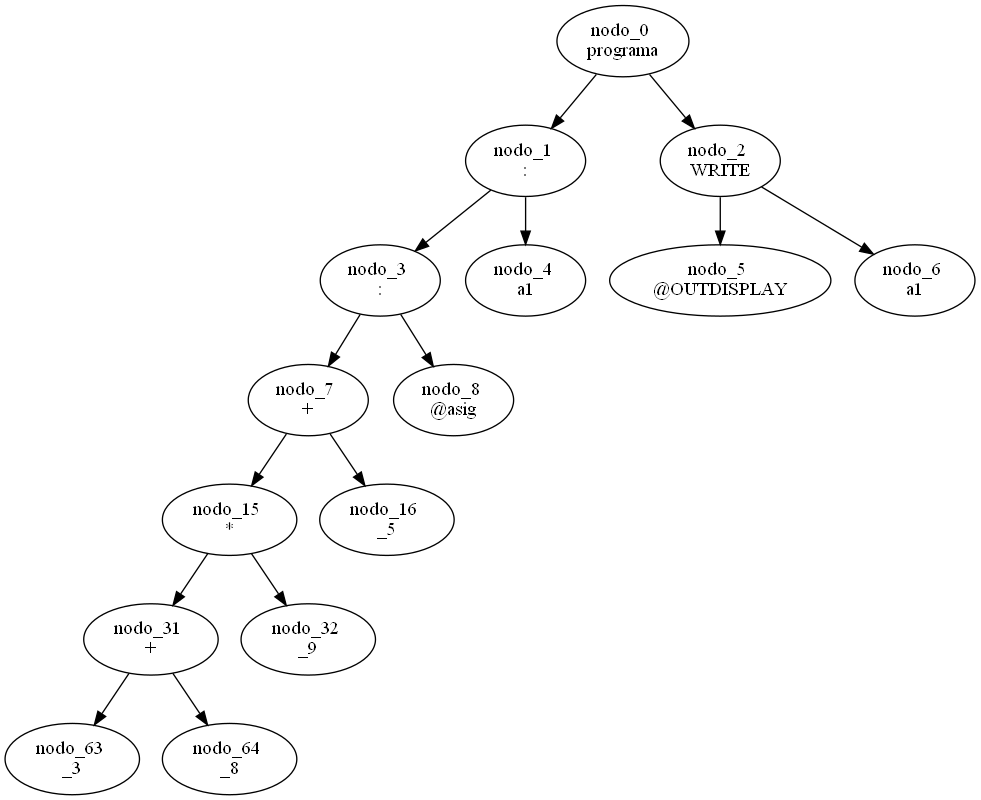 nodo_0
programa
nodo_1
:
nodo_2
WRITE
nodo_3
:
nodo_4
a1
nodo_5
@OUTDISPLAY
nodo_6
a1
nodo_7
+
nodo_8
@asig
nodo_15
*
nodo_16
_5
nodo_31
+
nodo_32
_9
nodo_63
_3
nodo_64
_8